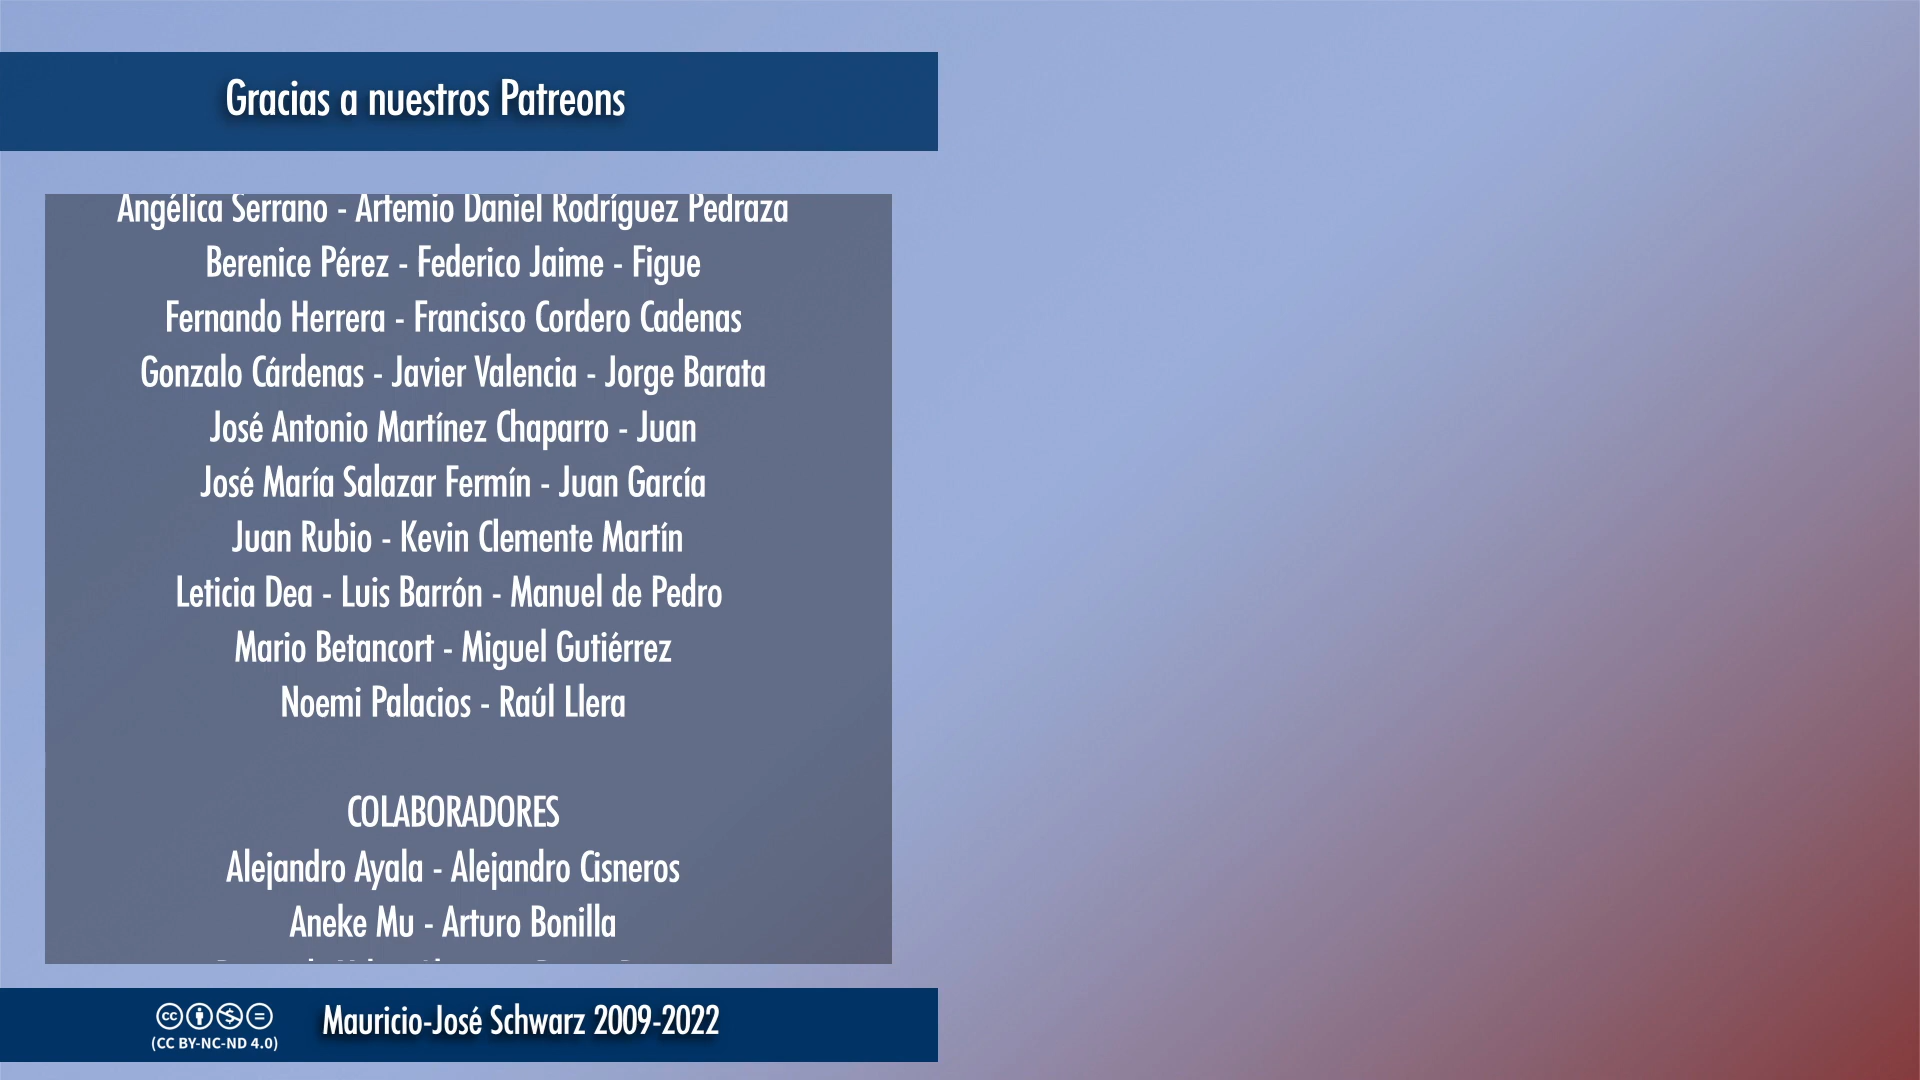 Gracias a nuestros Patreons
Angélica Serrano - Artemio Daniel Rodríguez Pedraza
Berenice Pérez - Federico Jaime - Figue
Fernando Herrera - Francisco Cordero Cadenas
Gonzalo Cárdenas - Javier Valencia - Jorge Barata
José Antonio Martínez Chaparro - Juan
José María Salazar Fermín - Juan García
Juan Rubio - Kevin Clemente Martín
Leticia Dea - Luis Barrón - Manuel de Pedro
Mario Betancort - Miguel Gutiérrez
Noemi Palacios - Raúl Llera
COLABORADORES
Alejandro Ayala - Alejandro Cisneros
Aneke Mu - Arturo Bonilla
Mauricio-José Schwarz 2009-2022
(CC BY-NC-ND 4.0)